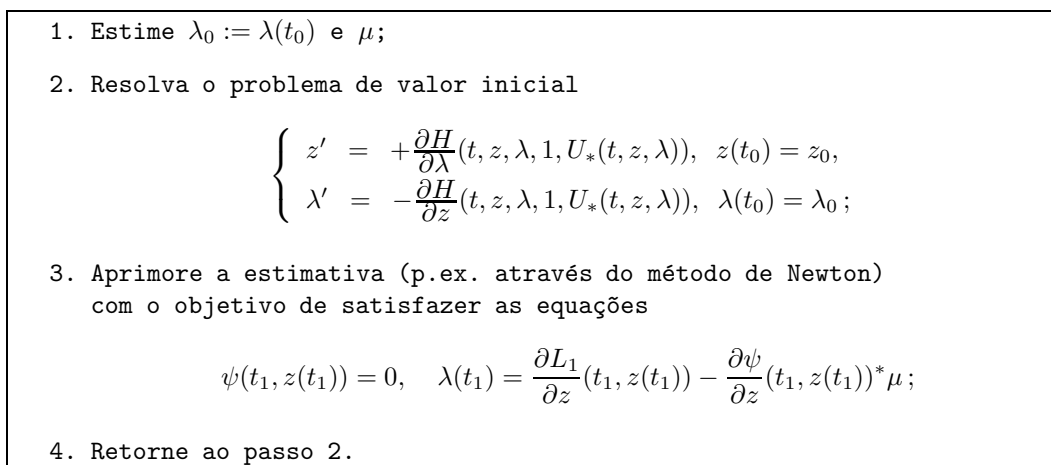 1. Estime λ₀ := λ(t₀) e μ;
2. Resolva o problema de valor inicial
{ z′ = +∂H/∂λ(t, z, λ, 1, U∗(t, z, λ)), z(t₀) = z₀,
λ′ = −∂H/∂z(t, z, λ, 1, U∗(t, z, λ)), λ(t₀) = λ₀;
3. Aprimore a estimativa (p.ex. através do método de Newton)
com o objetivo de satisfazer as equações
ψ(t₁, z(t₁)) = 0, λ(t₁) = ∂L₁/∂z(t₁, z(t₁)) − ∂ψ/∂z(t₁, z(t₁))*μ;
4. Retorne ao passo 2.